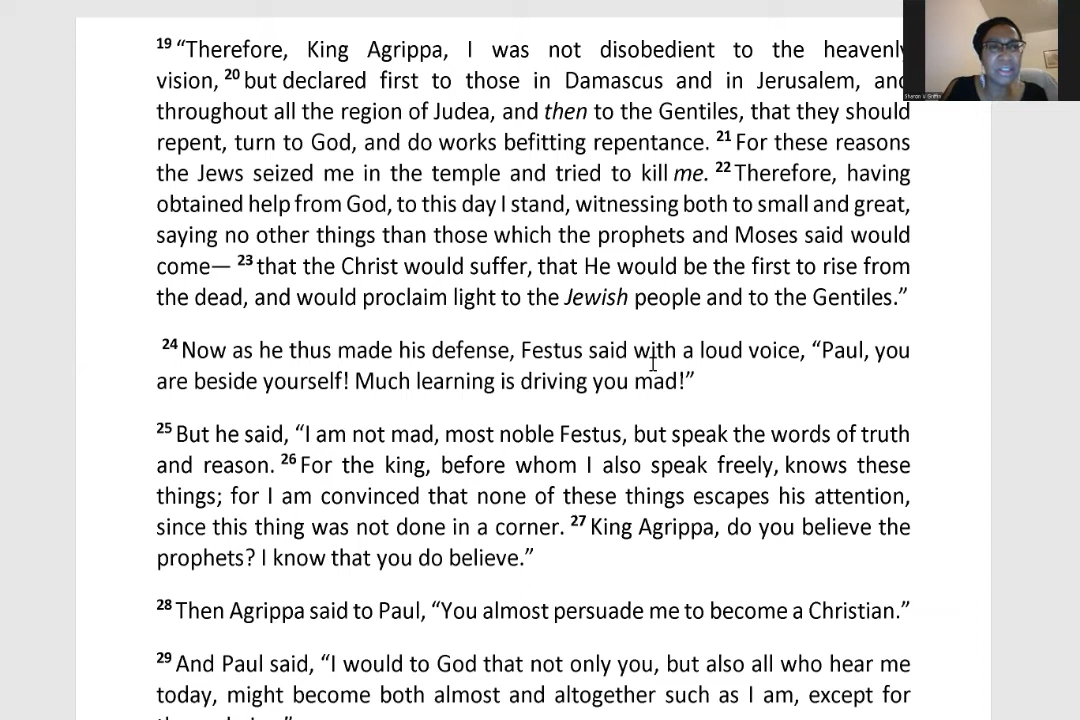 19 “Therefore, King Agrippa, I was not disobedient to the heavenly
vision, 20 but declared first to those in Damascus and in Jerusalem, and
throughout all the region of Judea, and then to the Gentiles, that they should
repent, turn to God, and do works befitting repentance. 21 For these reasons
the Jews seized me in the temple and tried to kill me. 22 Therefore, having
obtained help from God, to this day I stand, witnessing both to small and great,
saying no other things than those which the prophets and Moses said would
come— 23 that the Christ would suffer, that He would be the first to rise from
the dead, and would proclaim light to the Jewish people and to the Gentiles.”
24 Now as he thus made his defense, Festus said with a loud voice, “Paul, you
are beside yourself! Much learning is driving you mad!”
25 But he said, “I am not mad, most noble Festus, but speak the words of truth
and reason. 26 For the king, before whom I also speak freely, knows these
things; for I am convinced that none of these things escapes his attention,
since this thing was not done in a corner. 27 King Agrippa, do you believe the
prophets? I know that you do believe.”
28 Then Agrippa said to Paul, “You almost persuade me to become a Christian.”
29 And Paul said, “I would to God that not only you, but also all who hear me
today, might become both almost and altogether such as I am, except for